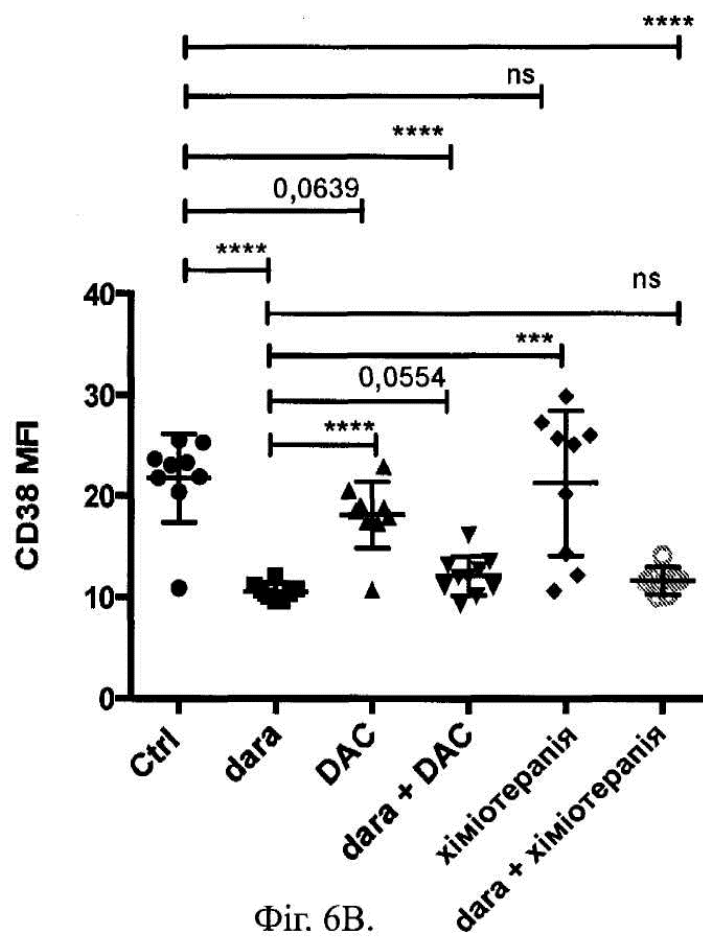 ****
ns
****
0,0639
****
ns
***
0,0554
****
CD38 MFI
40
30
20
10
0
Ctrl
dara
DAC
dara + DAC
хіміотерапія
dara + хіміотерапія
Фіг. 6В.